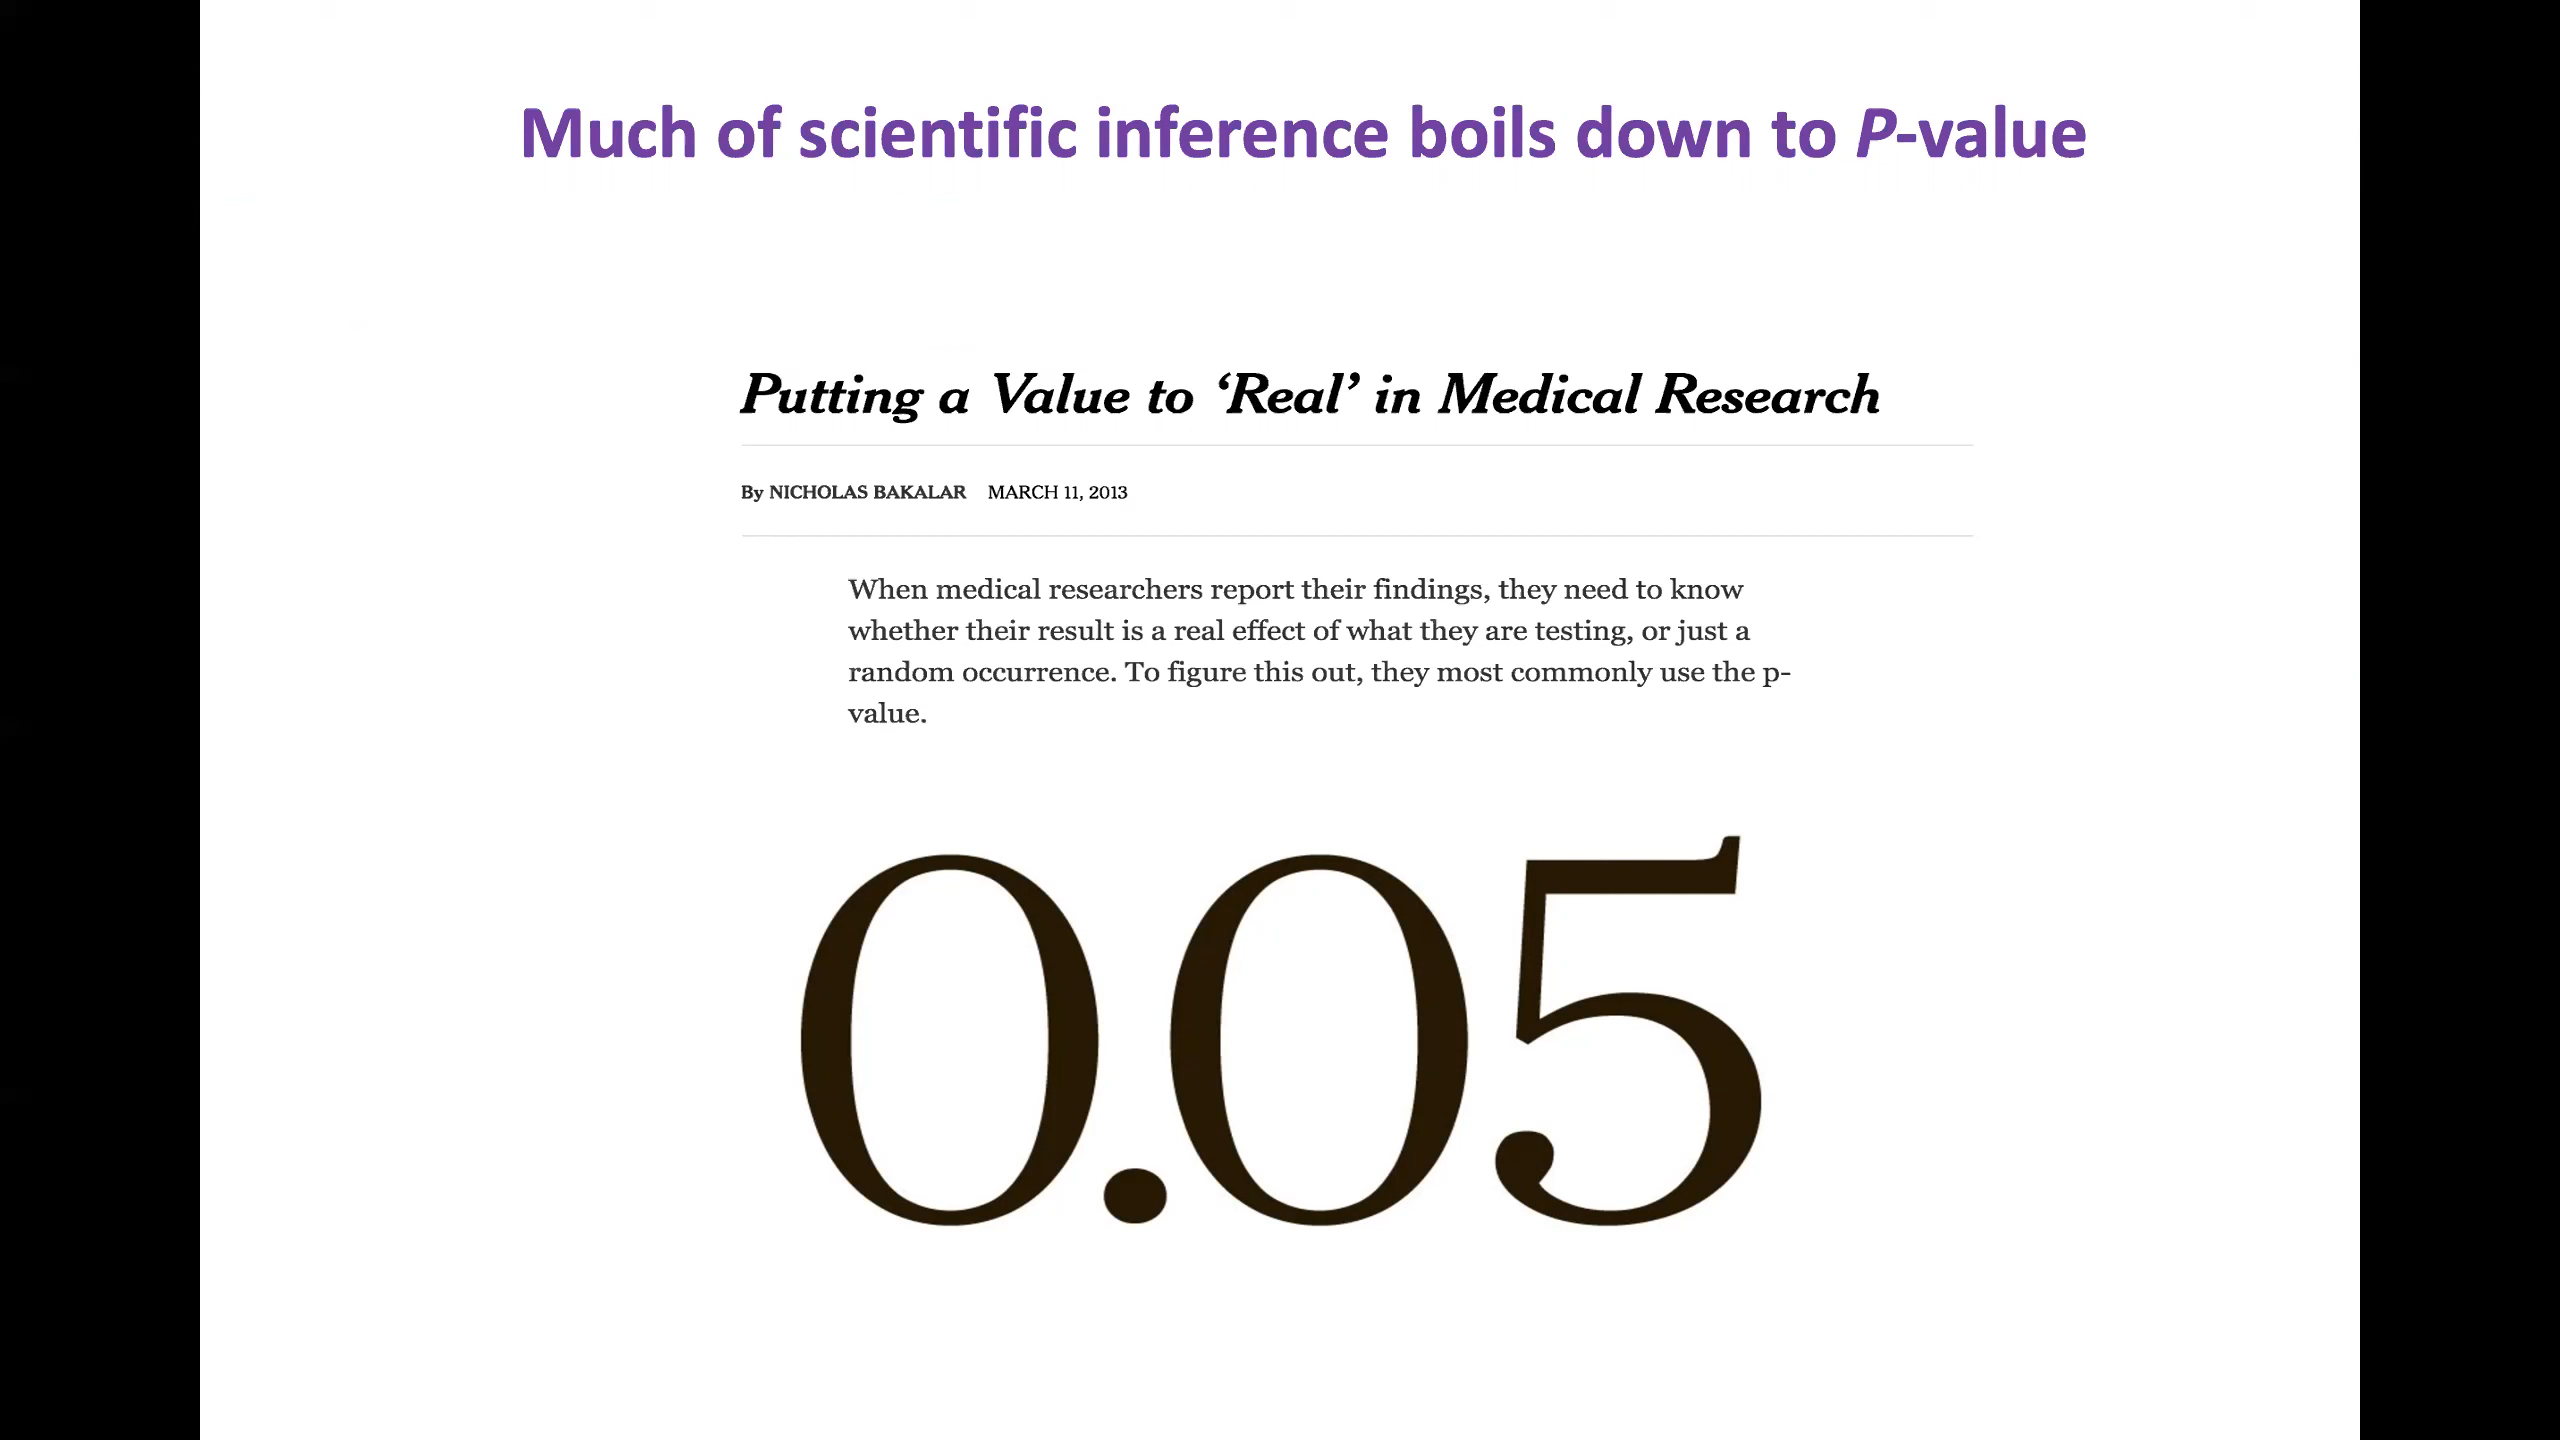 Much of scientific inference boils down to P-value
Putting a Value to ‘Real’ in Medical Research
By NICHOLAS BAKALAR MARCH 11, 2013
When medical researchers report their findings, they need to know
whether their result is a real effect of what they are testing, or just a
random occurrence. To figure this out, they most commonly use the p-
value.
0.05